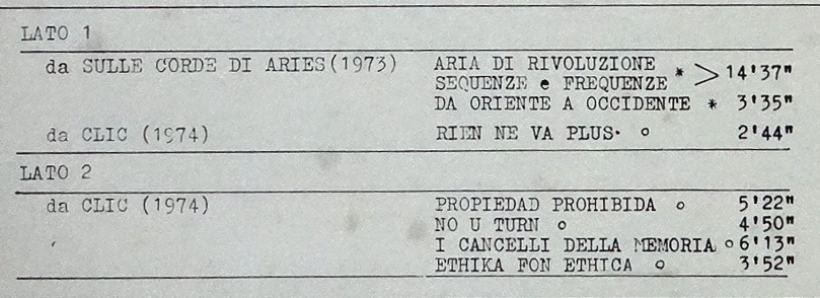 LATO 1
da SULLE CORDE DI ARIES(1973) ARIA DI RIVOLUZIONE
SEQUENZE e FREQUENZE * > 14'37"
DA ORIENTE A OCCIDENTE * 3'35"
da CLIC (1974) RIEN NE VA PLUS· o 2'44"
LATO 2
da CLIC (1974) PROPIEDAD PROHIBIDA o 5'22"
NO U TURN o 4'50"
I CANCELLI DELLA MEMORIA o 6'13"
ETHIKA FON ETHICA o 3'52"